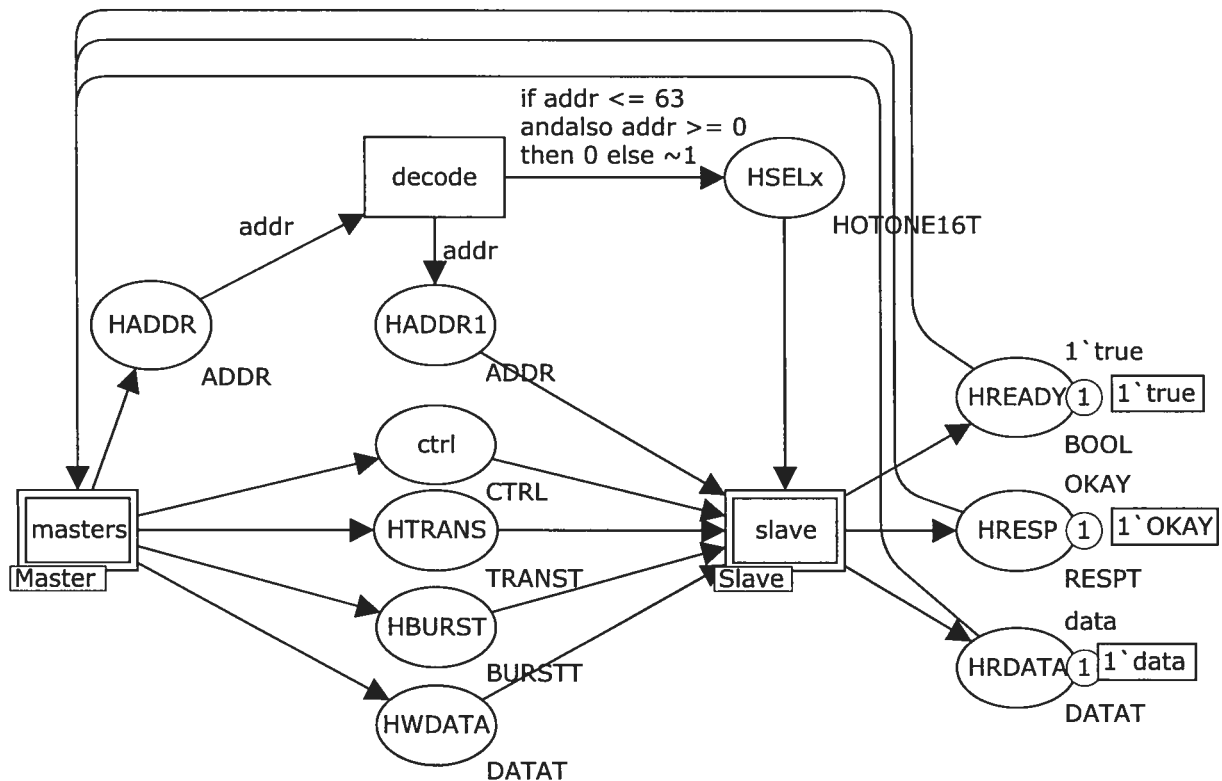 if addr <= 63
andalso addr >= 0
then 0 else ~1
decode
HSELx
HOTONE16T
addr
addr
HADDR
ADDR
HADDR1
ADDR
1`true
HREADY
1
1`true
BOOL
ctrl
CTRL
OKAY
masters
Master
HTRANS
TRANST
slave
Slave
HRESP
1
1`OKAY
RESPT
HBURST
BURSTT
data
HRDATA
1
1`data
DATAT
HWDATA
DATAT